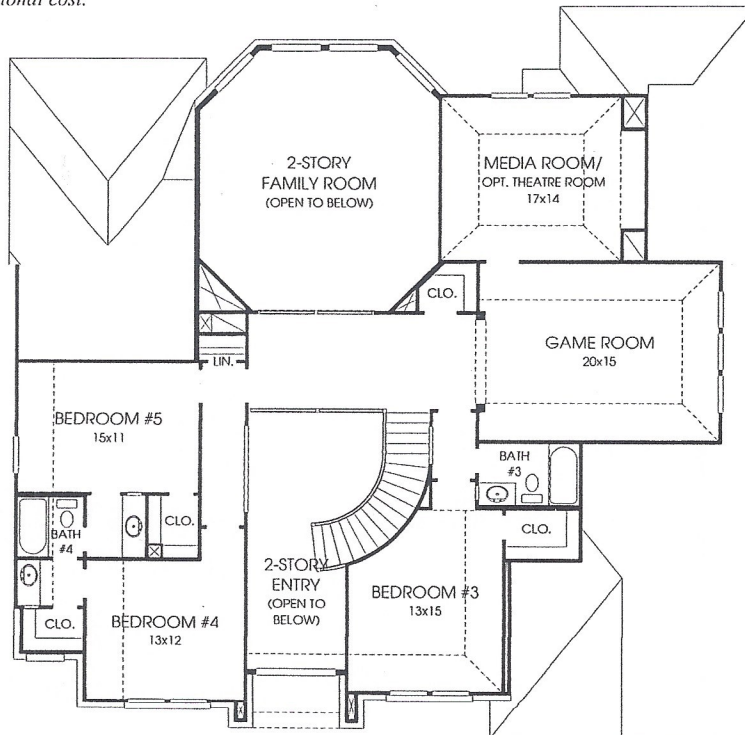 ional cost.
2-STORY
FAMILY ROOM
(OPEN TO BELOW)
MEDIA ROOM/
OPT. THEATRE ROOM
17x14
CLO.
GAME ROOM
20x15
LIN.
BEDROOM #5
15x11
BATH
#3
CLO.
BATH
#4
CLO.
2-STORY
ENTRY
(OPEN TO
BELOW)
BEDROOM #3
13x15
BEDROOM #4
13x12
CLO.